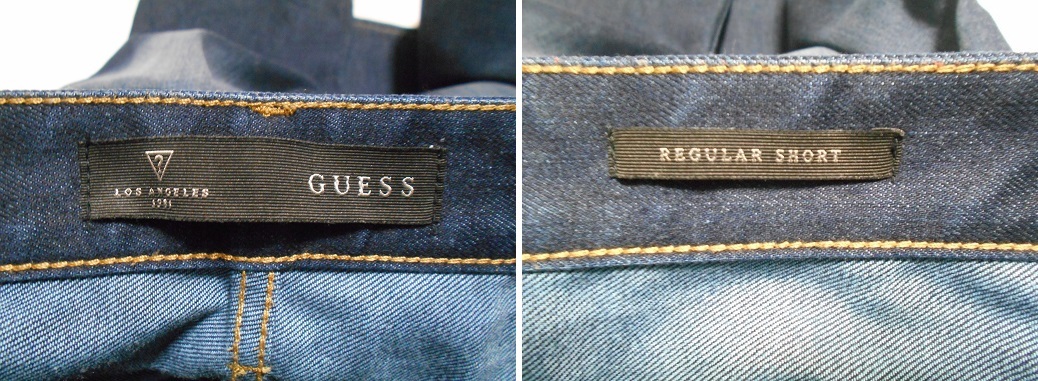 ?
LOS ANGELES
1981
GUESS
REGULAR SHORT